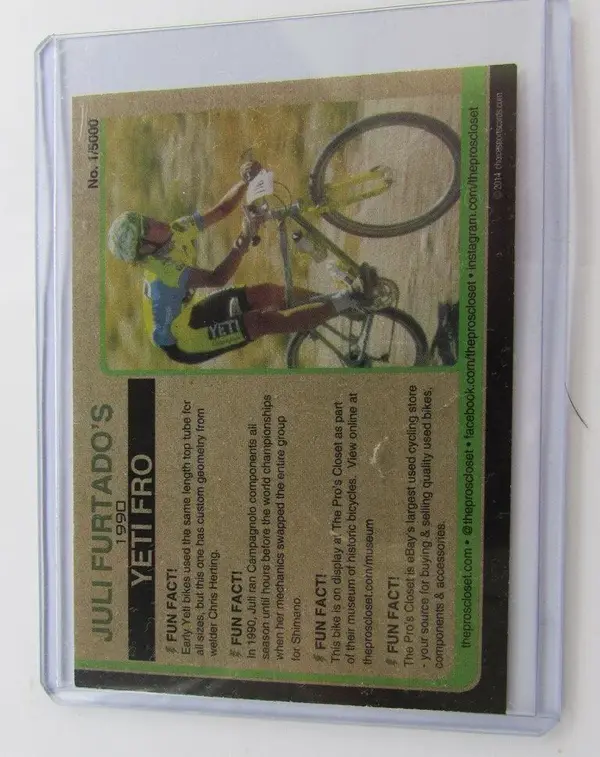 No. 1/5000
JULI FURTADO'S
1990
YETI FRO
FUN FACT!
Early Yeti bikes used the same length top tube for
all sizes, but this one has custom geometry from
welder Chris Herting.
FUN FACT!
In 1990, Juli ran Campagnolo components all
season until hours before the world championships
when her mechanics swapped the entire group
for Shimano
FUN FACT!
This bike is on display at The Pro's Closet as part
of their museum of historic bicycles. View online at
theproscloset.com/museum
FUN FACT!
The Pro's Closet is eBay's largest used cycling store
- your source for buying & selling quality used bikes,
components & accessories.
YETI
theproscloset.com • @theproscloset • facebook.com/theproscloset • instagram.com/theproscloset
© 2014 choicesportscards.com